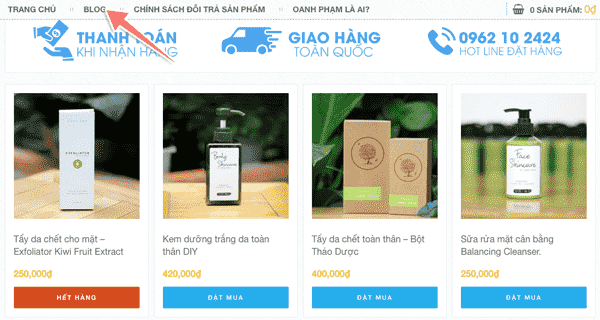 TRANG CHỦ
BLOG
CHÍNH SÁCH ĐỔI TRẢ SẢN PHẨM
OANH PHẠM LÀ AI?
0 SẢN PHẨM: 0₫
THANH TOÁN
KHI NHẬN HÀNG
GIAO HÀNG
TOÀN QUỐC
0962 10 2424
HOT LINE ĐẶT HÀNG
Body
Skincare
Face
Skincare
Tẩy da chết cho mặt –
Exfoliator Kiwi Fruit Extract
250,000₫
HẾT HÀNG
Kem dưỡng trắng da toàn
thân DIY
420,000₫
ĐẶT MUA
Tẩy da chết toàn thân – Bột
Thảo Dược
400,000₫
ĐẶT MUA
Sữa rửa mặt cân bằng
Balancing Cleanser.
250,000₫
ĐẶT MUA